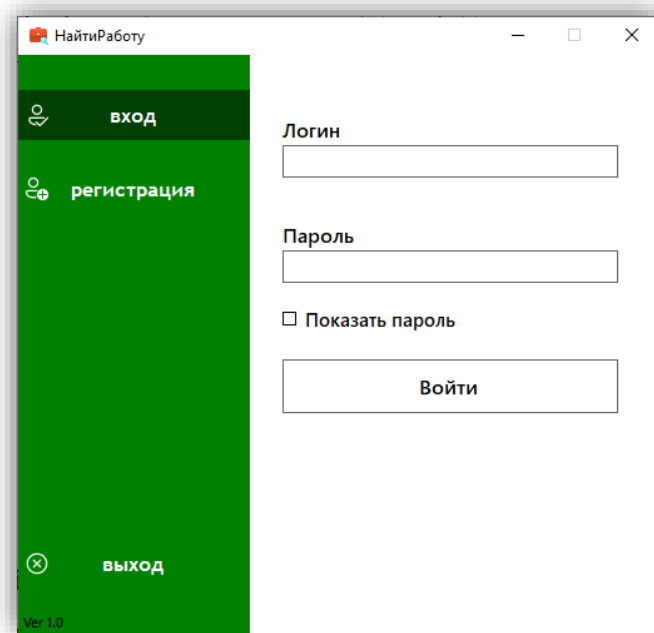 НайтиРаботу
вход
регистрация
выход
Ver 1.0
Логин
Пароль
Показать пароль
Войти